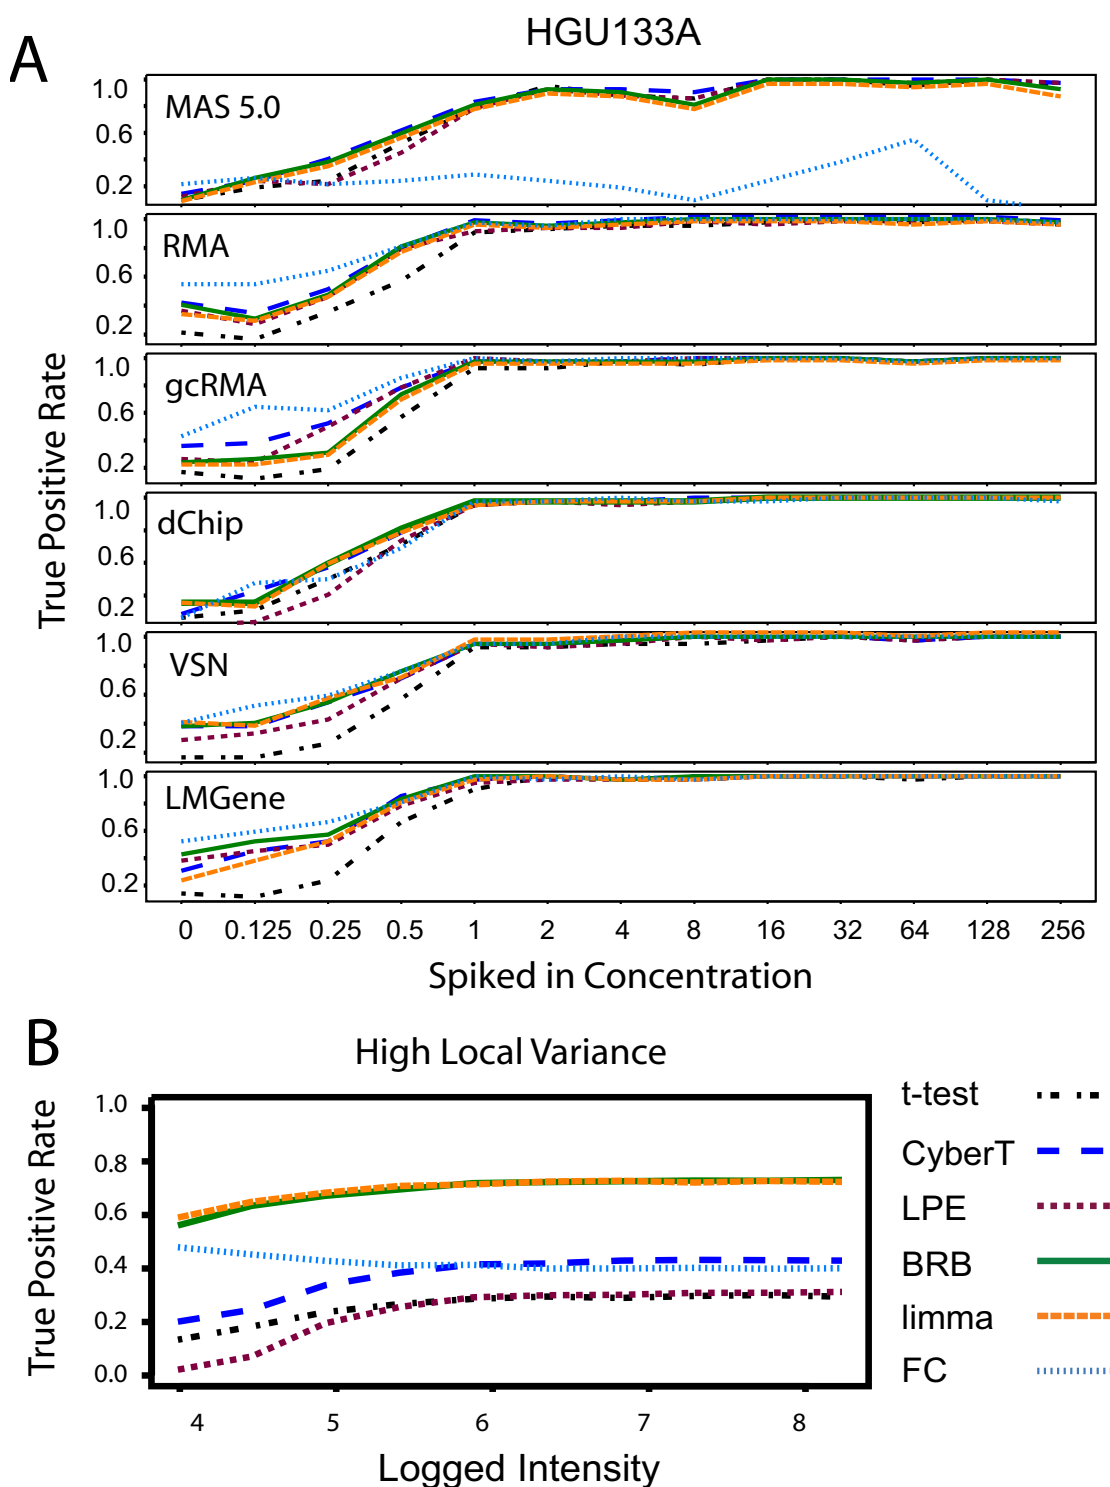 A
HGU133A
True Positive Rate
MAS 5.0
1.0
0.6
0.2
RMA
1.0
0.6
0.2
gcRMA
1.0
0.6
0.2
dChip
1.0
0.6
0.2
VSN
1.0
0.6
0.2
LMGene
1.0
0.6
0.2
0 0.125 0.25 0.5 1 2 4 8 16 32 64 128 256
Spiked in Concentration
B
High Local Variance
True Positive Rate
1.0
0.8
0.6
0.4
0.2
0.0
4 5 6 7 8
Logged Intensity
t-test
CyberT
LPE
BRB
limma
FC